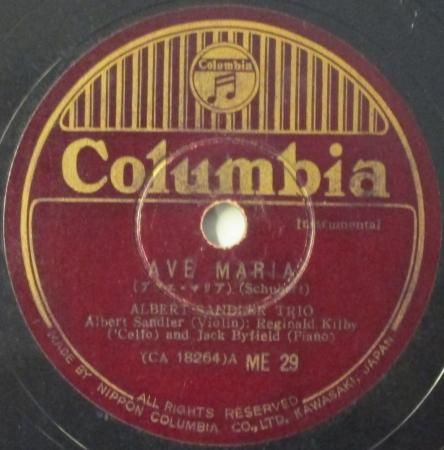 Columbia
Columbia
Instrumental
AVE MARIA
(アヴェ・マリア) (Schubert)
ALBERT SANDLER TRIO
Albert Sandler (Violin); Reginald Kilby
('Cello) and Jack Byfield (Piano)
(CA 18264)A ME 29
ALL RIGHTS RESERVED
MADE BY NIPPON COLUMBIA CO., LTD. KAWASAKI, JAPAN